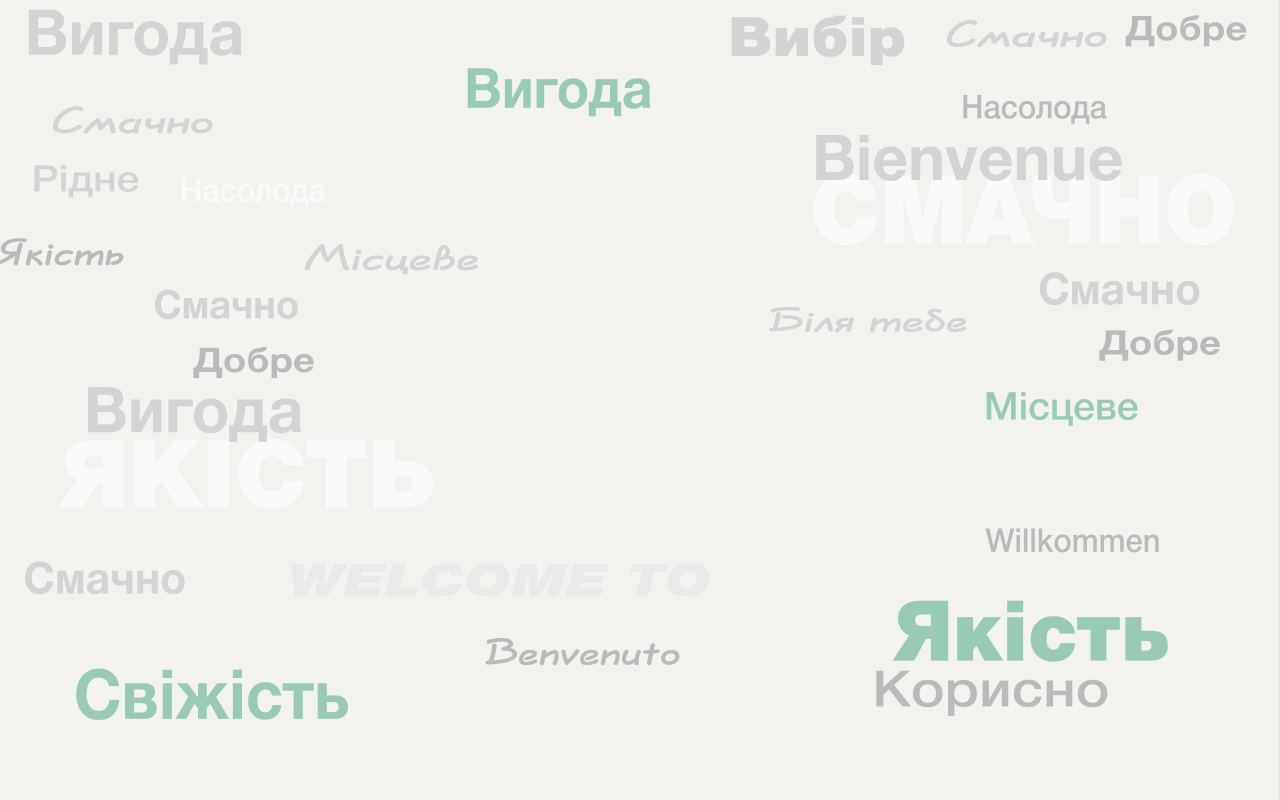 Вигода
Вибір
Смачно
Добре
Вигода
Насолода
Смачно
Bienvenue
Рідне
Насолода
СМАЧНО
Якість
Місцеве
Смачно
Смачно
Біля тебе
Добре
Добре
Вигода
Місцеве
ЯКІСТЬ
Willkommen
Смачно
WELCOME TO
Якість
Benvenuto
Свіжість
Корисно